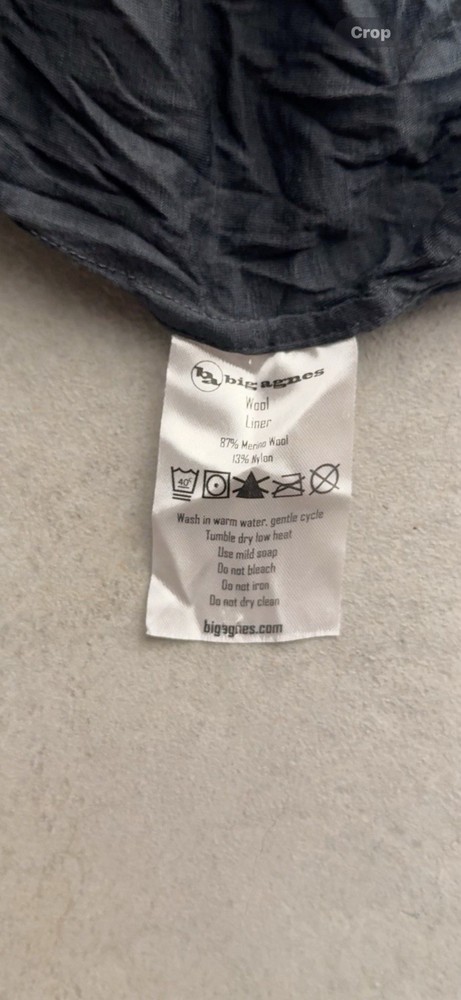 Crop
ba big agnes
Wool
Liner
87% Merino Wool
13% Nylon
40°
Wash in warm water, gentle cycle
Tumble dry low heat
Use mild soap
Do not bleach
Do not iron
Do not dry clean
bigagnes.com